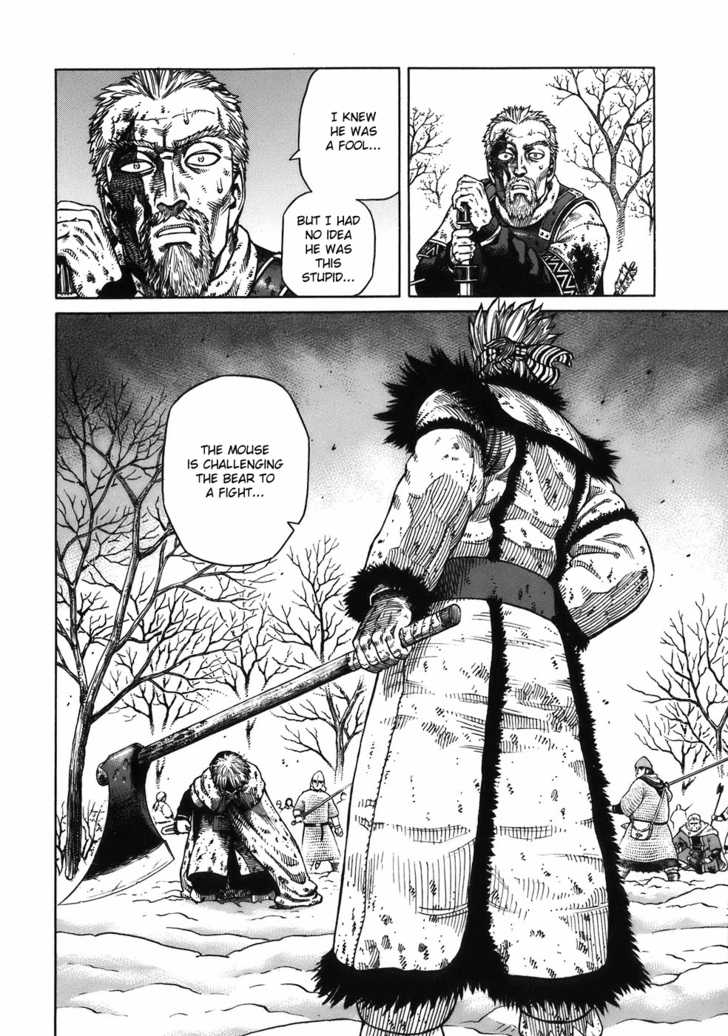 I KNEW
HE WAS
A FOOL...
BUT I HAD
NO IDEA
HE WAS
THIS
STUPID...
THE MOUSE
IS CHALLENGING
THE BEAR TO
A FIGHT...